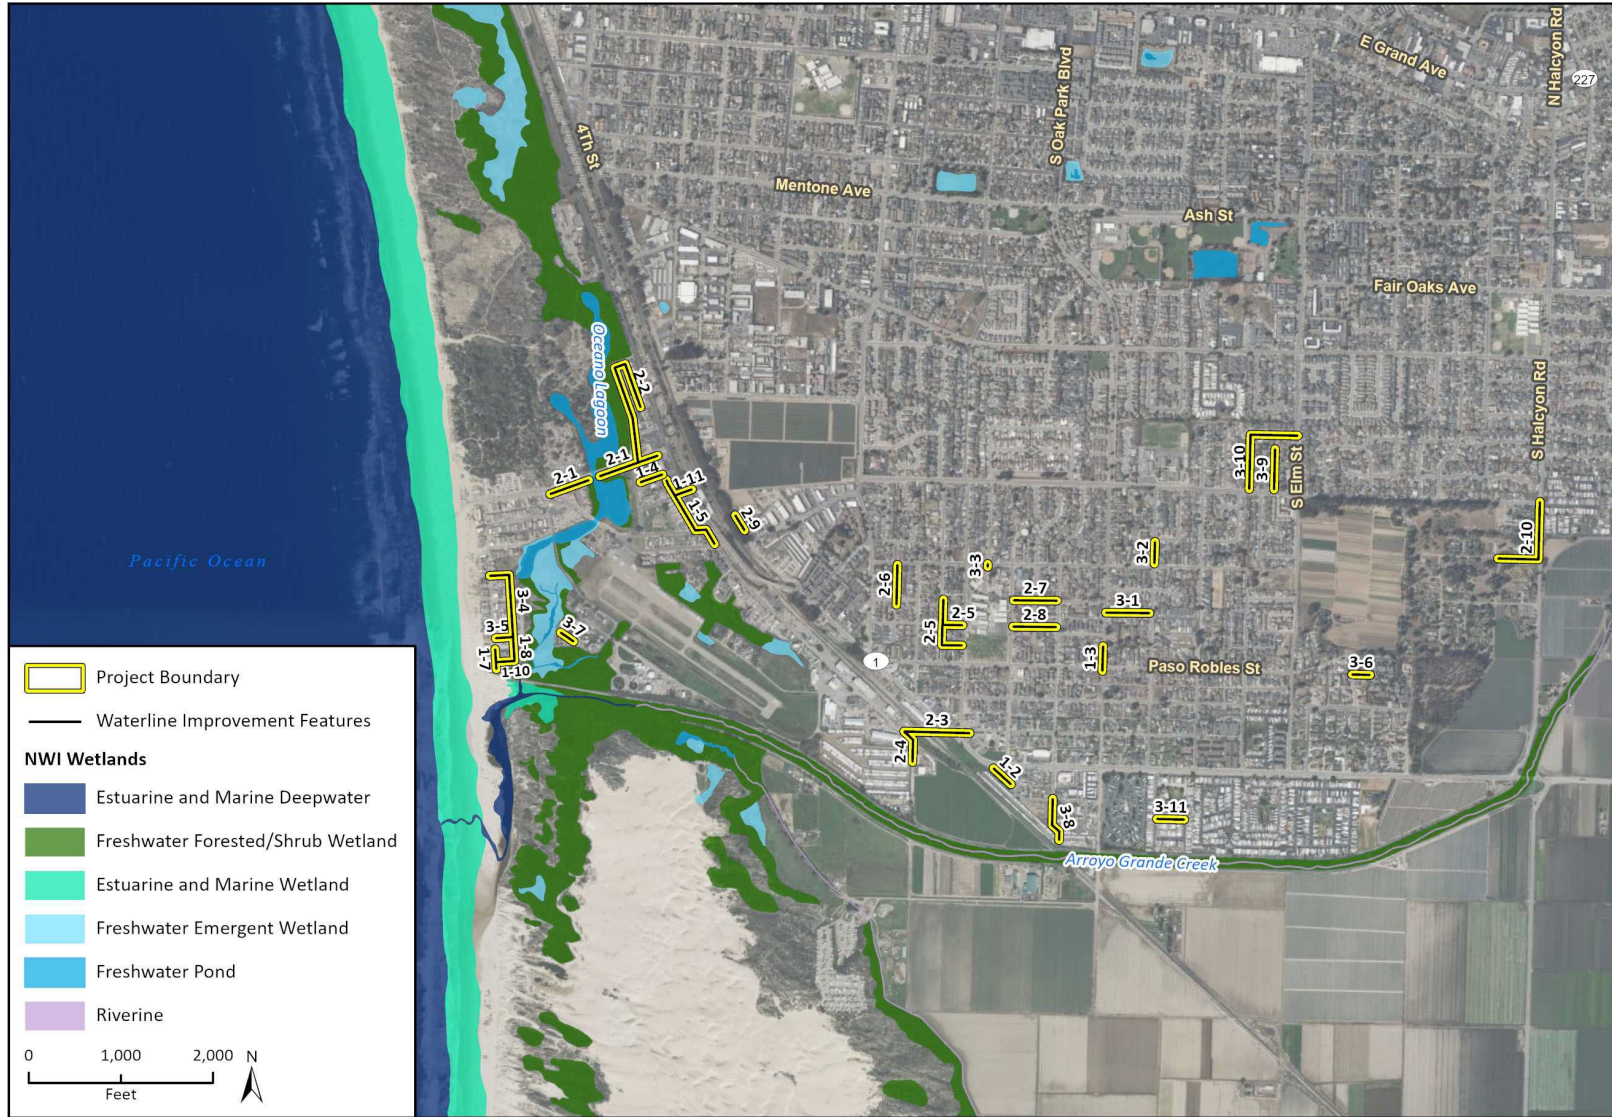 E Grand Ave
N Halcyon Rd
227
S Oak Park Blvd
4Th St
Mentone Ave
Ash St
Fair Oaks Ave
Oceano Lagoon
2-2
S Halcyon Rd
3-10
3-9
S Elm St
2-1
2-1
1-4
1-11
1-5
2-9
2-10
Pacific Ocean
3-2
3-3
2-6
2-7
3-4
3-1
2-5
2-8
3-5
3-7
2-5
1-8
1-7
1-10
1
1-3
Paso Robles St
3-6
2-3
2-4
1-2
3-8
3-11
Arroyo Grande Creek
Project Boundary
Waterline Improvement Features
NWI Wetlands
Estuarine and Marine Deepwater
Freshwater Forested/Shrub Wetland
Estuarine and Marine Wetland
Freshwater Emergent Wetland
Freshwater Pond
Riverine
0 1,000 2,000 N
Feet